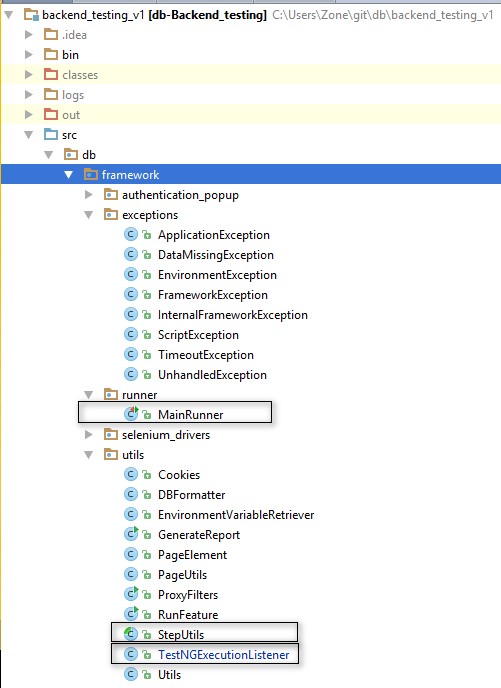 backend_testing_v1 [db-Backend_testing] C:\Users\Zone\git\db\backend_testing_v1
.idea
bin
classes
logs
out
src
db
framework
authentication_popup
exceptions
ApplicationException
DataMissingException
EnvironmentException
FrameworkException
InternalFrameworkException
ScriptException
TimeoutException
UnhandledException
runner
MainRunner
selenium_drivers
utils
Cookies
DBFormatter
EnvironmentVariableRetriever
GenerateReport
PageElement
PageUtils
ProxyFilters
RunFeature
StepUtils
TestNGExecutionListener
Utils